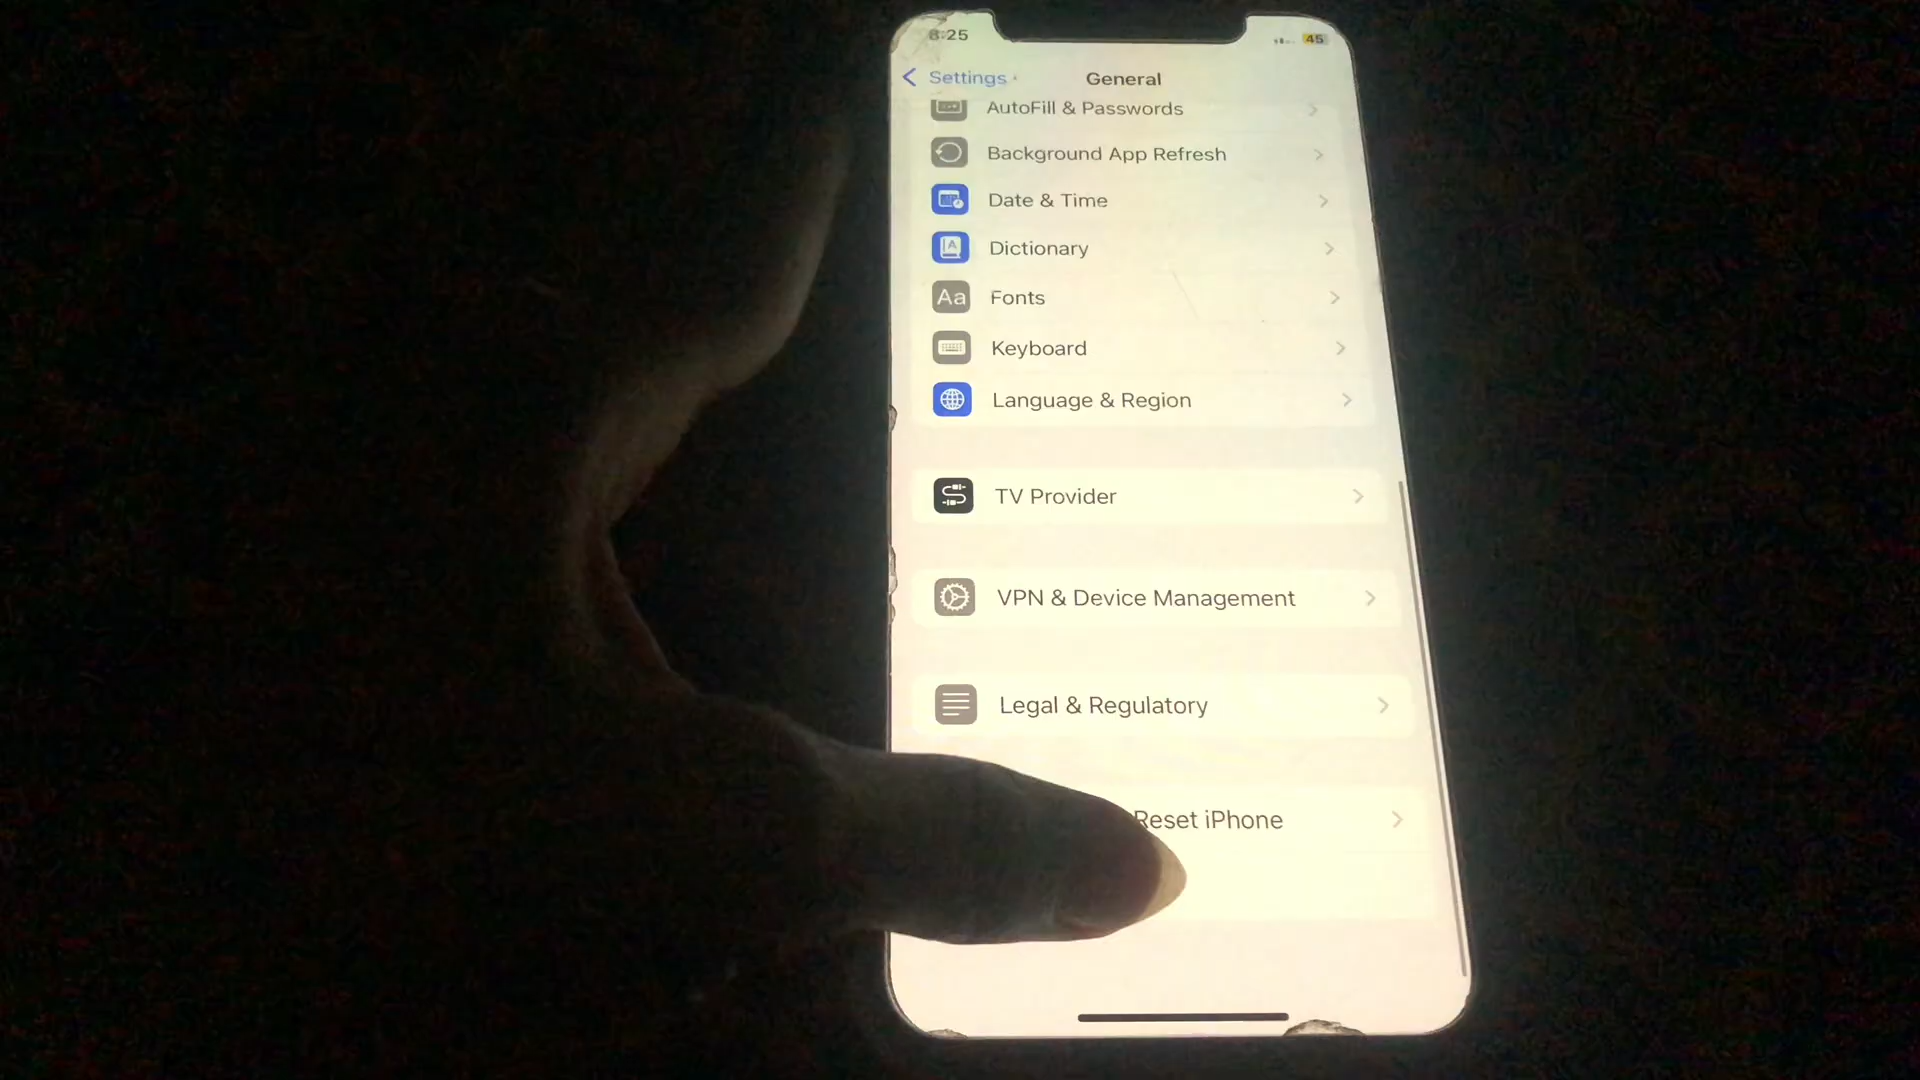 8:25
45
Settings
General
AutoFill & Passwords
Background App Refresh
Date & Time
A
Dictionary
Aa
Fonts
Keyboard
Language & Region
TV Provider
VPN & Device Management
Legal & Regulatory
Reset iPhone